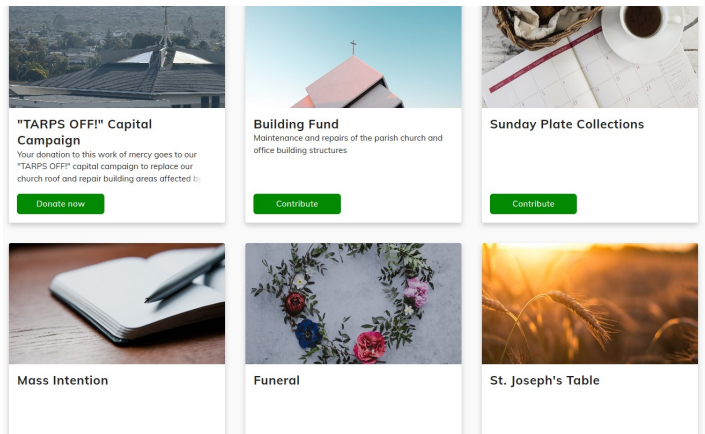 "TARPS OFF!" Capital
Campaign
Your donation to this work of mercy goes to our
"TARPS OFF!" capital campaign to replace our
church roof and repair building areas affected by
Donate now
Building Fund
Maintenance and repairs of the parish church and
office building structures
Contribute
Sunday Plate Collections
Contribute
Mass Intention
Funeral
St. Joseph's Table